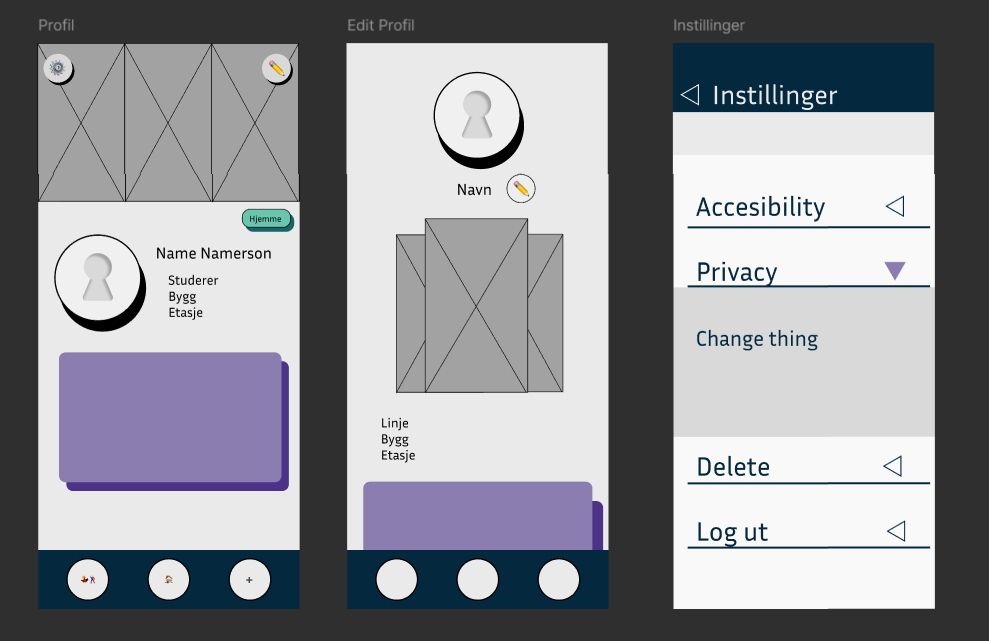 Profil
Hjemme
Name Namerson
Studerer
Bygg
Etasje
+
Edit Profil
Navn
Linje
Bygg
Etasje
Instillinger
Instillinger
Accesibility
Privacy
Change thing
Delete
Log ut